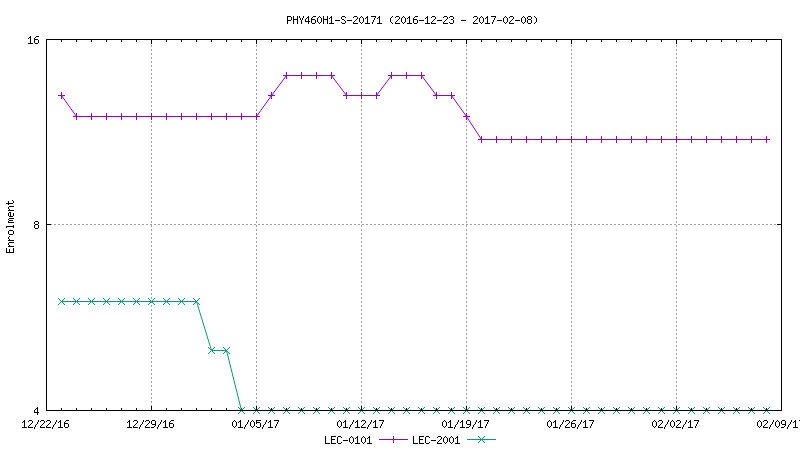 PHY460H1-S-20171 (2016-12-23 - 2017-02-08)
16
8
4
Enrolment
12/22/16 12/29/16 01/05/17 01/12/17 01/19/17 01/26/17 02/02/17 02/09/1
LEC-0101 LEC-2001